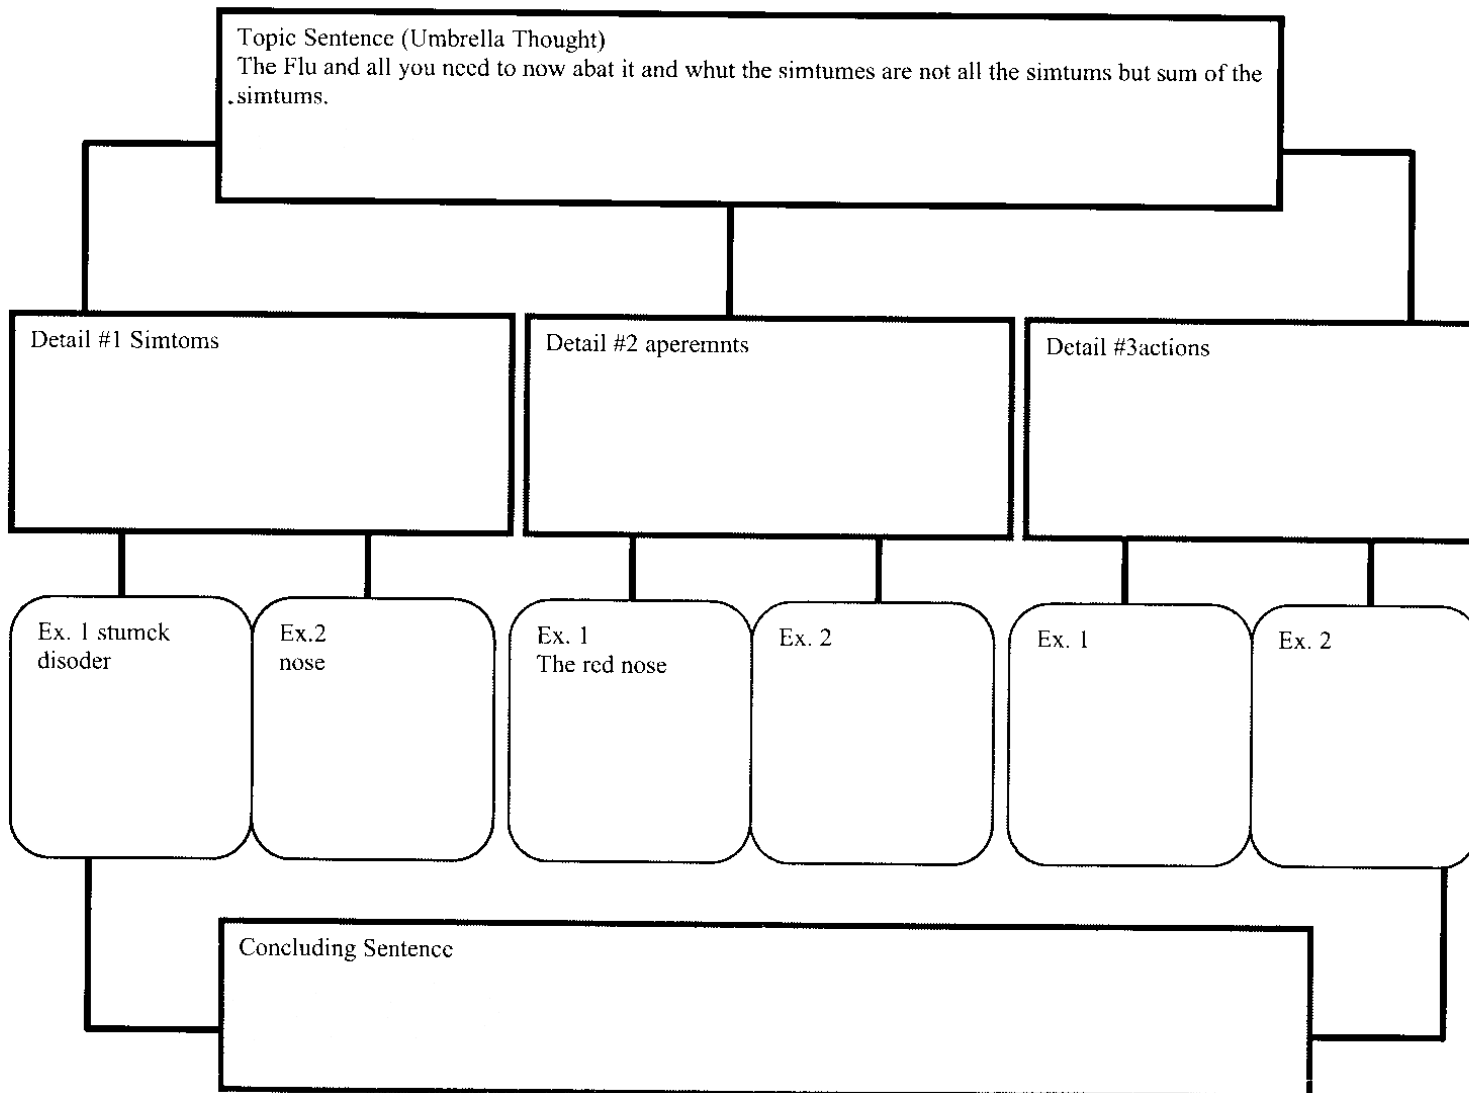 Topic Sentence (Umbrella Thought)
The Flu and all you need to now abat it and whut the simtumes are not all the simtums but sum of the
simtums.
Detail #1 Simtoms
Detail #2 aperemnts
Detail #3actions
Ex. 1 stumck
disoder
Ex.2
nose
Ex. 1
The red nose
Ex. 2
Ex. 1
Ex. 2
Concluding Sentence